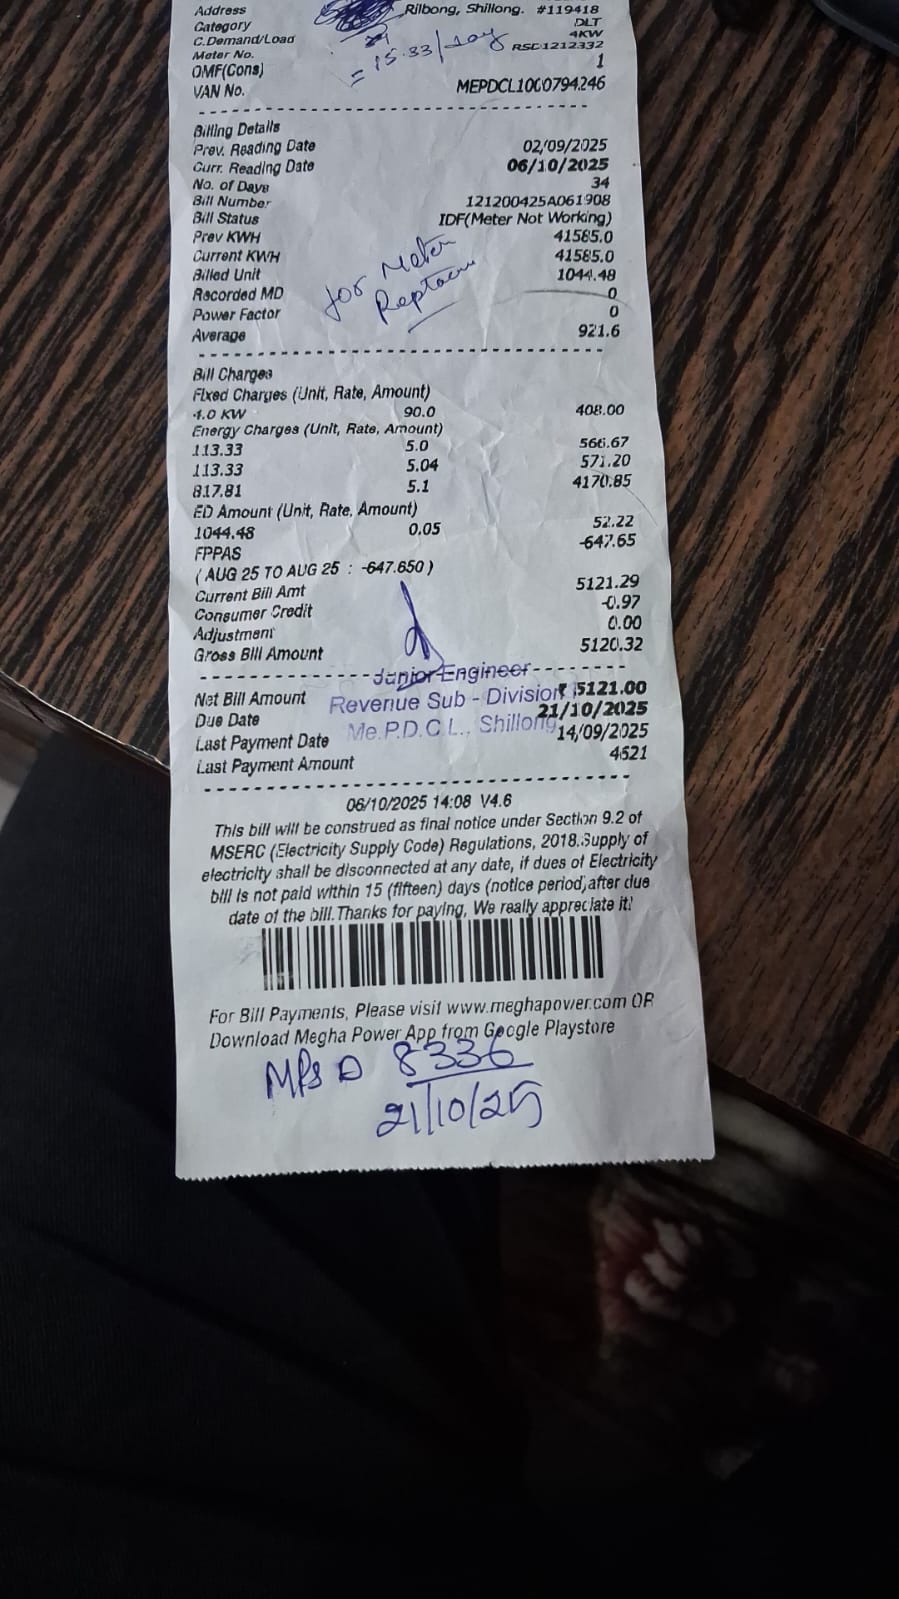 Address Rilbong, Shillong. #119418
Category DLT
C.Demand/Load 4KW
Meter No. RSD1212332
OMF(Cons) 1
= 15.33/day
VAN No. MEPDCL1000794246
Billing Details
Prev. Reading Date 02/09/2025
Curr. Reading Date 06/10/2025
No. of Days 34
Bill Number 121200425A061908
Bill Status IDF(Meter Not Working)
Prev KWH 41585.0
Current KWH 41585.0
Billed Unit 1044.48
Recorded MD 0
Power Factor 0
Average 921.6
for Meter
Bill Charges
Fixed Charges (Unit, Rate, Amount)
4.0 KW 90.0 408.00
Energy Charges (Unit, Rate, Amount)
113.33 5.0 566.67
113.33 5.04 571.20
817.81 5.1 4170.85
ED Amount (Unit, Rate, Amount)
1044.48 0.05 52.22
FPPAS -647.65
( AUG 25 TO AUG 25 : -647.650 )
Current Bill Amt 5121.29
Consumer Credit -0.97
Adjustment 0.00
Gross Bill Amount 5120.32
Junior Engineer
Revenue Sub - Division
Me.P.D.C.L., Shillong
Net Bill Amount ₹ 5121.00
Due Date 21/10/2025
Last Payment Date 14/09/2025
Last Payment Amount 4621
06/10/2025 14:08 V4.6
This bill will be construed as final notice under Section 9.2 of
MSERC (Electricity Supply Code) Regulations, 2018.Supply of
electricity shall be disconnected at any date, if dues of Electricity
bill is not paid within 15 (fifteen) days (notice period)after due
date of the bill.Thanks for paying, We really appreciate it!
For Bill Payments, Please visit www.meghapower.com OR
Download Megha Power App from Google Playstore
8336
21/10/25